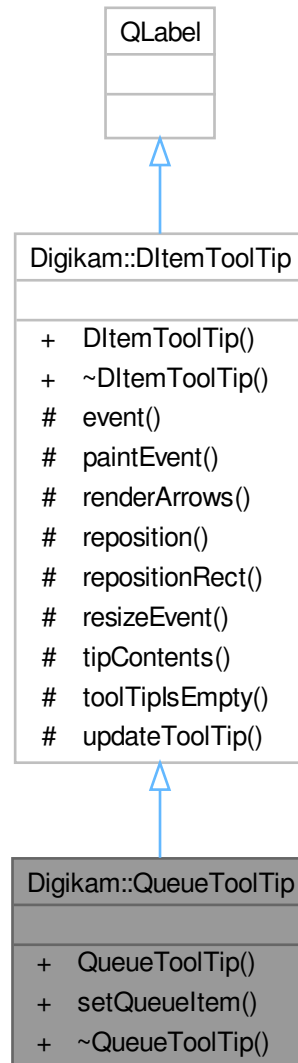 QLabel
Digikam::DItemToolTip
+ DItemToolTip()
+ ~DItemToolTip()
# event()
# paintEvent()
# renderArrows()
# reposition()
# repositionRect()
# resizeEvent()
# tipContents()
# toolTipIsEmpty()
# updateToolTip()
Digikam::QueueToolTip
+ QueueToolTip()
+ setQueueItem()
+ ~QueueToolTip()